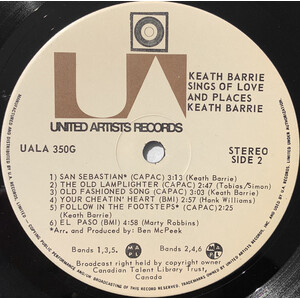 UA
KEATH BARRIE
SINGS OF LOVE
AND PLACES
KEATH BARRIE
UNITED ARTISTS RECORDS
UALA 350G
STEREO
SIDE 2
1) SAN SEBASTIAN* (CAPAC) 3:13 (Keath Barrie)
2) THE OLD LAMPLIGHTER (CAPAC) 2:47 (Tobias/Simon)
3) OLD FASHIONED SONG (CAPAC) 3:03 (Keath Barrie)
4) YOUR CHEATIN' HEART (BMI) 2:57 (Hank Williams)
5) FOLLOW IN THE FOOTSTEPS* (CAPAC) 2:25
(Keath Barrie)
6) EL PASO (BMI) 4:58 (Marty Robbins)
*Arr. and Produced by: Ben McPeek
Bands 1,3,5.
MAPL
MAPL
Bands 2,4,6
Broadcast right held by copyright owner
Canadian Talent Library Trust,
Canada